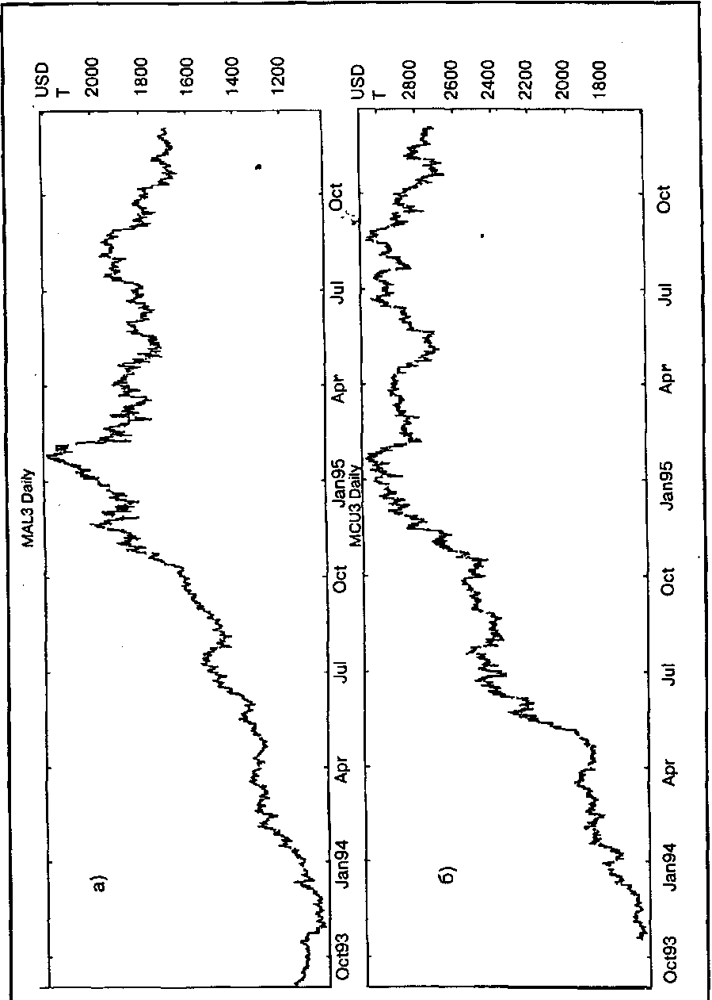 MAL3 Daily
USD
T
2000
1800
1600
1400
1200
а)
Oct93 Jan94 Apr Jul Oct Jan95 Apr Jul Oct
MCU3 Daily
USD
T
2800
2600
2400
2200
2000
1800
б)
Oct93 Jan94 Apr Jul Oct Jan95 Apr Jul Oct